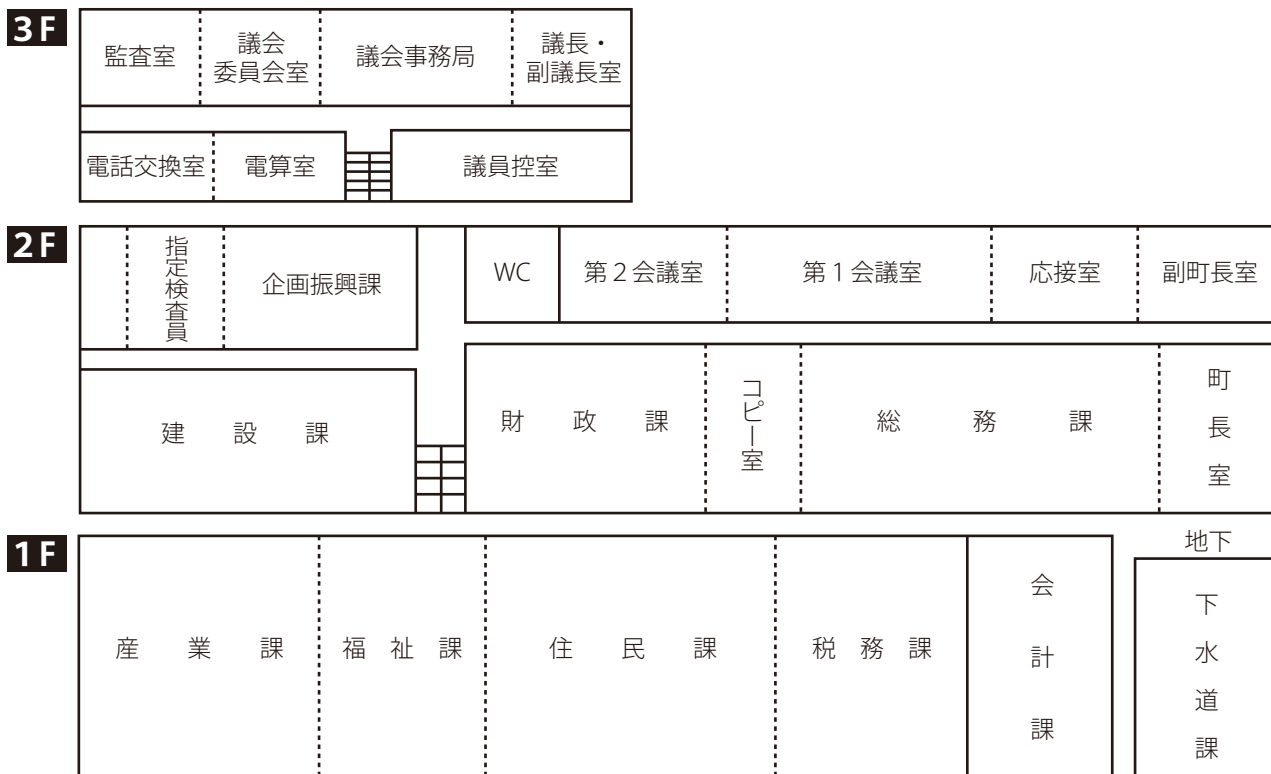 3F
監査室
議会
委員会室
議会事務局
議長・
副議長室
電話交換室
電算室
議員控室
2F
指定検査員
企画振興課
WC
第2会議室
第1会議室
応接室
副町長室
建設課
財政課
コピー室
総務課
町長室
1F
産業課
福祉課
住民課
税務課
会計課
地下
下水道課